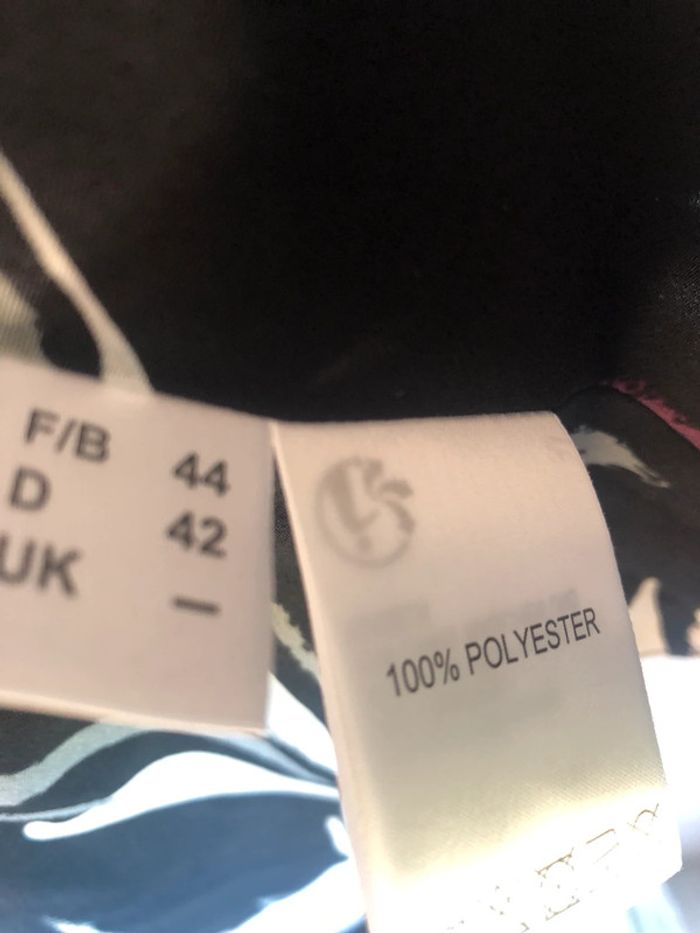 F/B 44
D 42
UK –
100% POLYESTER